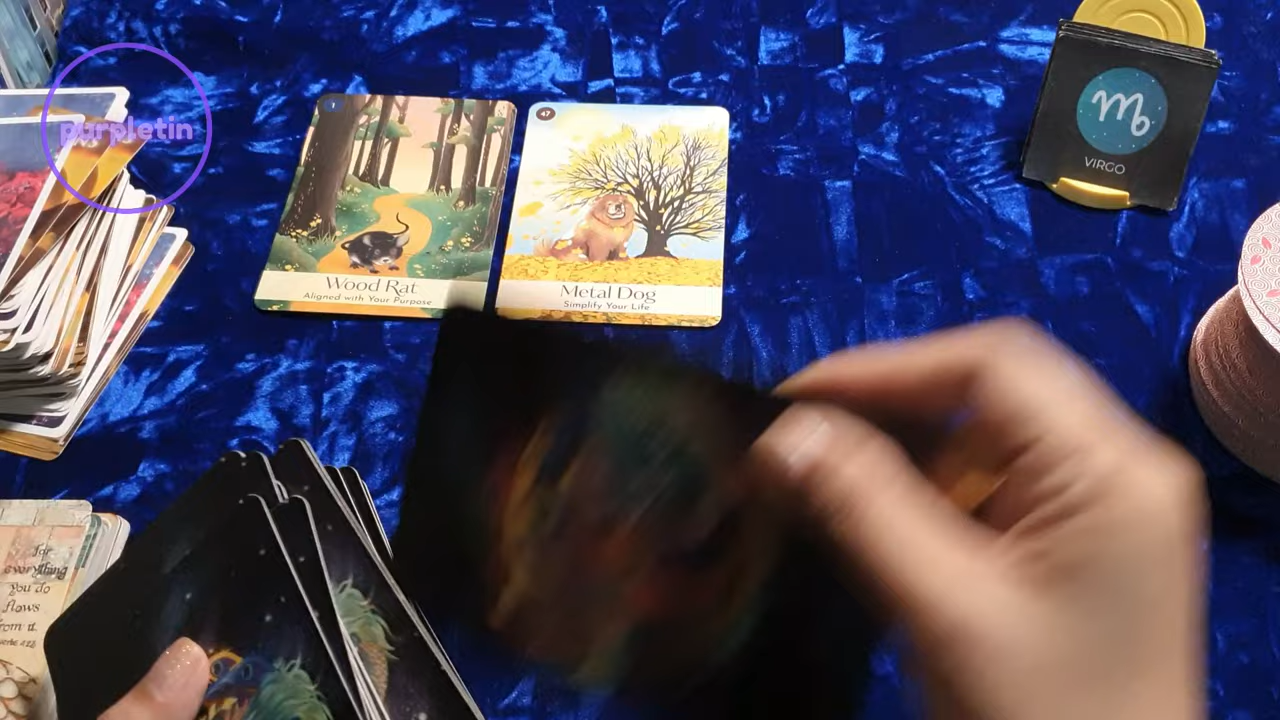 purpletin
VIRGO
47
Wood Rat
Aligned with Your Purpose
Metal Dog
Simplify Your Life
for
everything
you do
flows
from it.